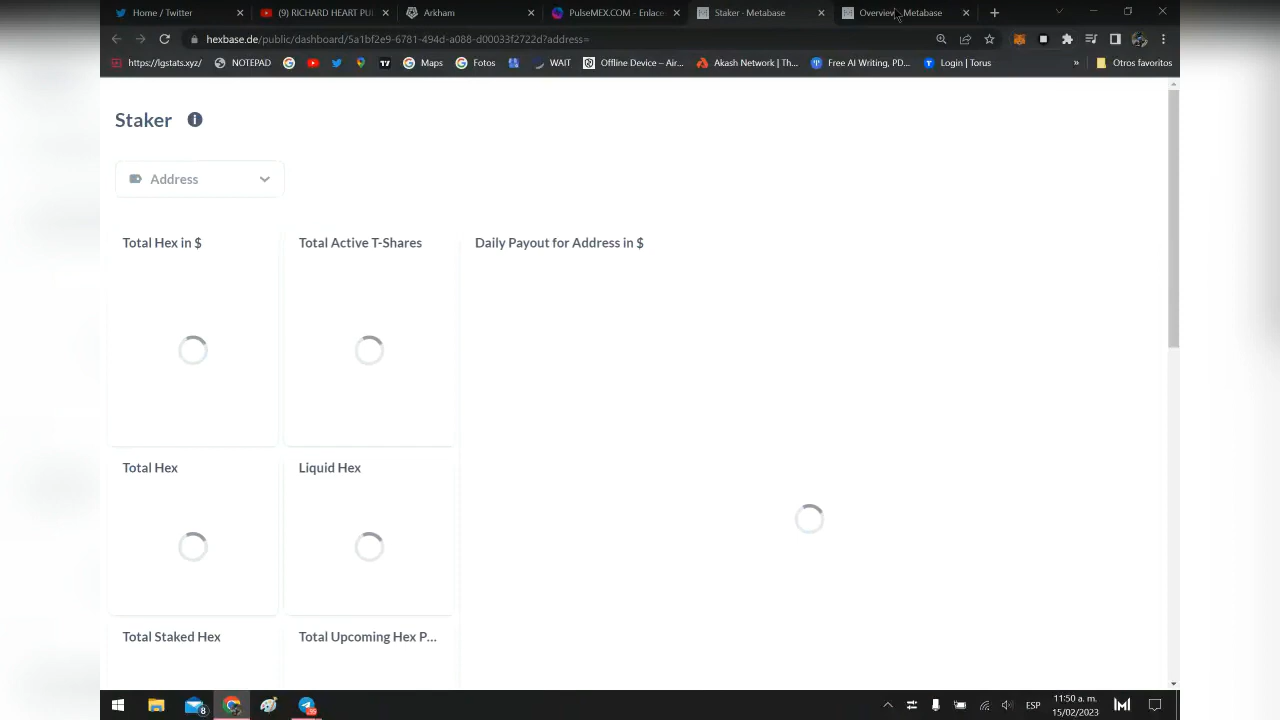 Home / Twitter
(9) RICHARD HEART PUL
Arkham
PulseMEX.COM - Enlace
Staker - Metabase
Overview - Metabase
hexbase.de/public/dashboard/5a1bf2e9-6781-494d-a088-d00033f2722d?address=
https://lgstats.xyz/
NOTEPAD
Maps
Fotos
WAIT
Offline Device – Air...
Akash Network | Th...
Free AI Writing, PD...
Login | Torus
»
Otros favoritos
Staker
Address
Total Hex in $
Total Active T-Shares
Daily Payout for Address in $
Total Hex
Liquid Hex
Total Staked Hex
Total Upcoming Hex P...
8
ESP
11:50 a. m.
15/02/2023